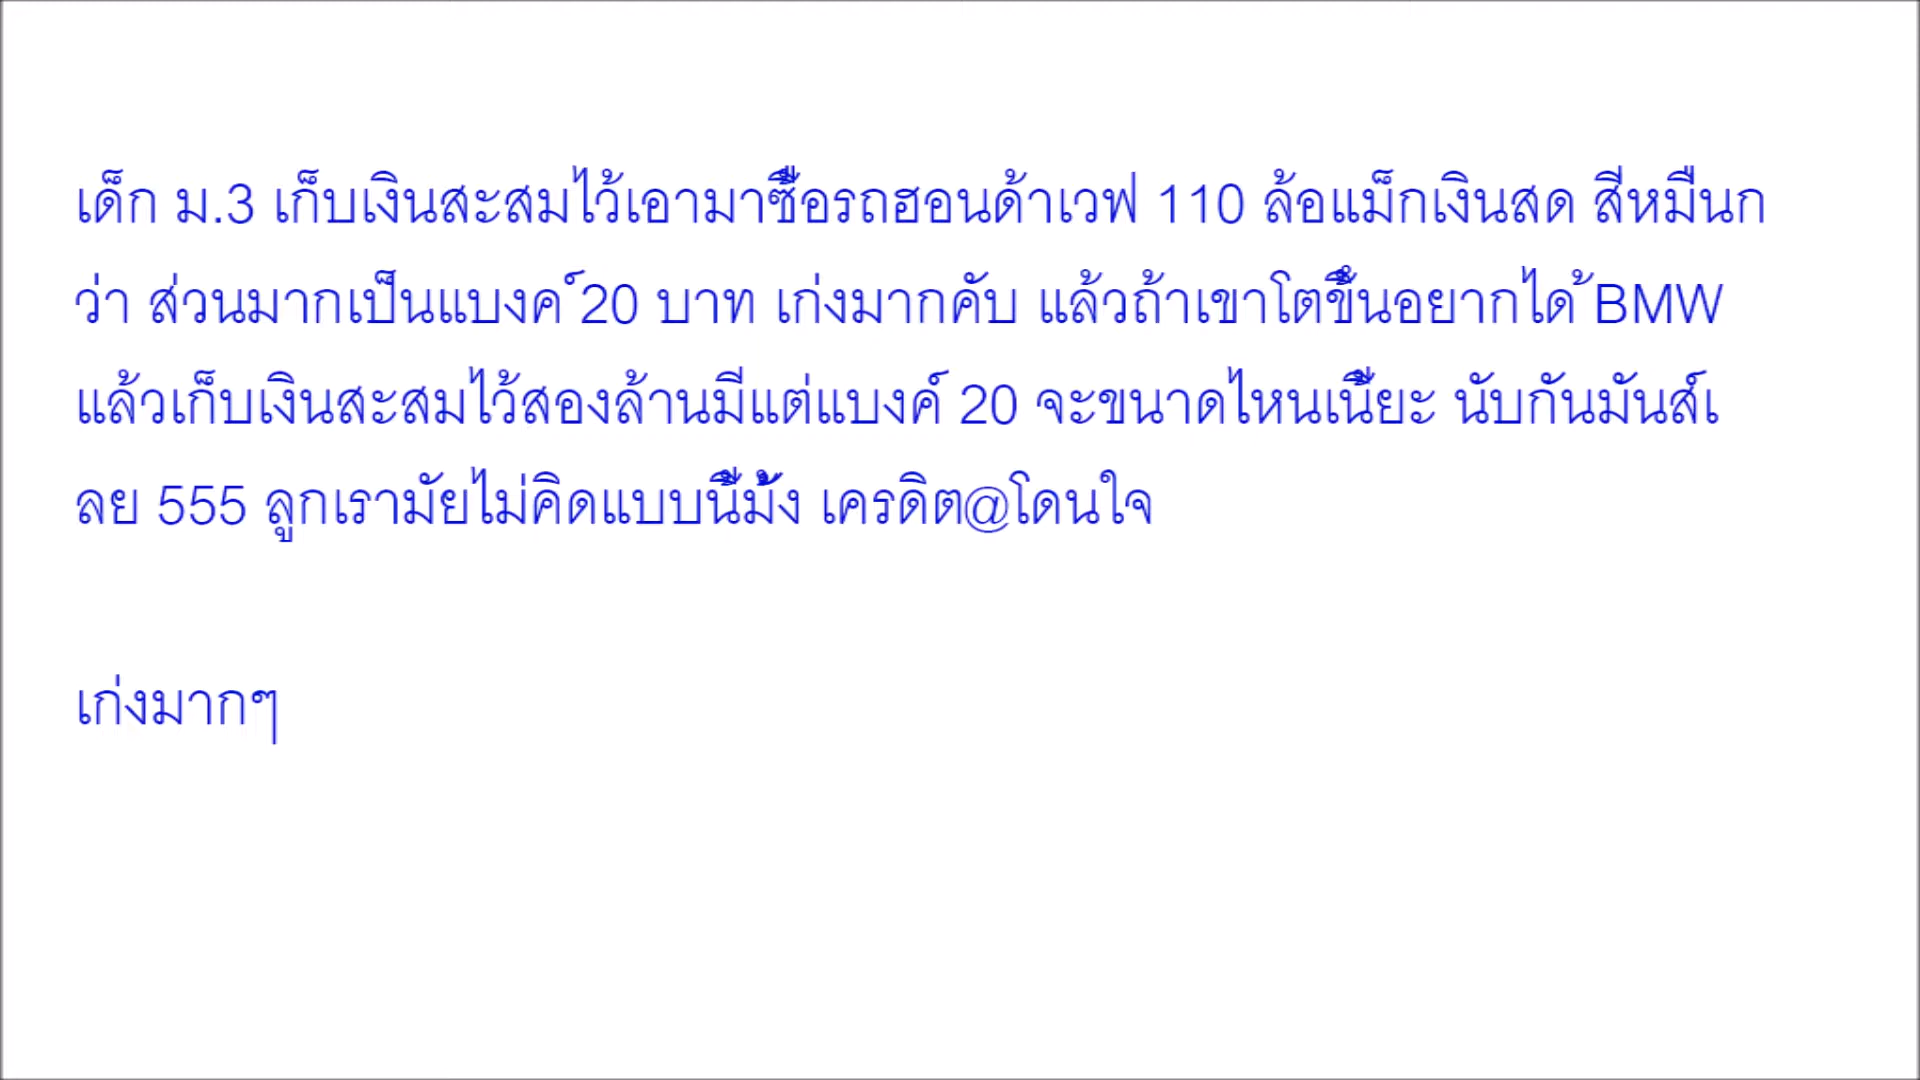 เด็ก ม.3 เก็บเงินสะสมไว้เอามาซื้อรถฮอนด้าเวฟ 110 ล้อแม็กเงินสด สี่หมื่นก
ว่า ส่วนมากเป็นแบงค์ 20 บาท เก่งมากคับ แล้วถ้าเขาโตขึ้นอยากได้ BMW
แล้วเก็บเงินสะสมไว้สองล้านมีแต่แบงค์ 20 จะขนาดไหนเนี๊ยะ นับกันมันส์เ
ลย 555 ลูกเรามัยไม่คิดแบบนี้มั้ง เครดิต@โดนใจ
เก่งมากๆ